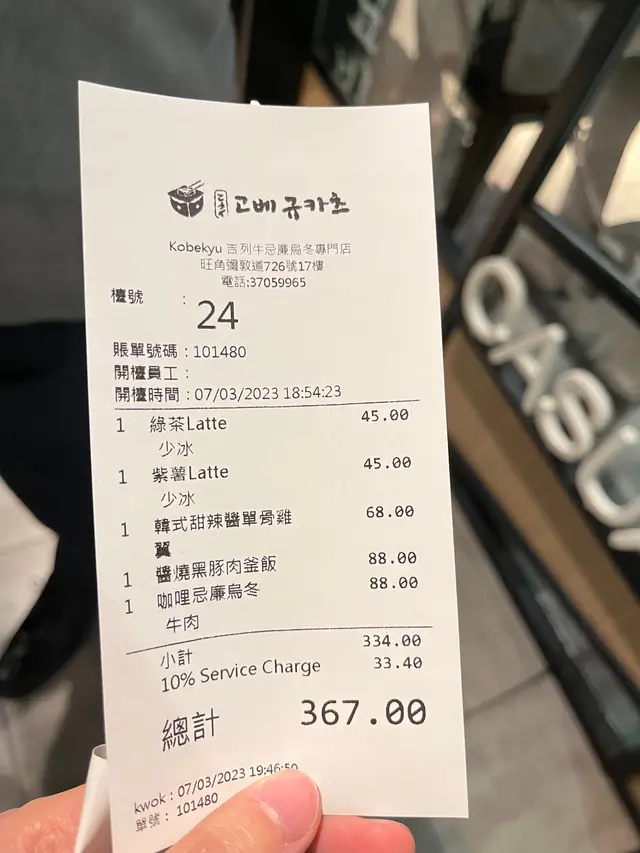 고베 규카츠
Kobekyu 吉列牛忌廉烏冬專門店
旺角彌敦道726號17樓
電話:37059965
檯號 : 24
賬單號碼 : 101480
開檯員工 :
開檯時間 : 07/03/2023 18:54:23
1 綠茶Latte 45.00
少冰
1 紫薯Latte 45.00
少冰
1 韓式甜辣醬單骨雞 68.00
翼
1 醬燒黑豚肉釜飯 88.00
1 咖哩忌廉烏冬 88.00
牛肉
小計 334.00
10% Service Charge 33.40
總計 367.00
kwok : 07/03/2023 19:46:50
單號 : 101480
CASU